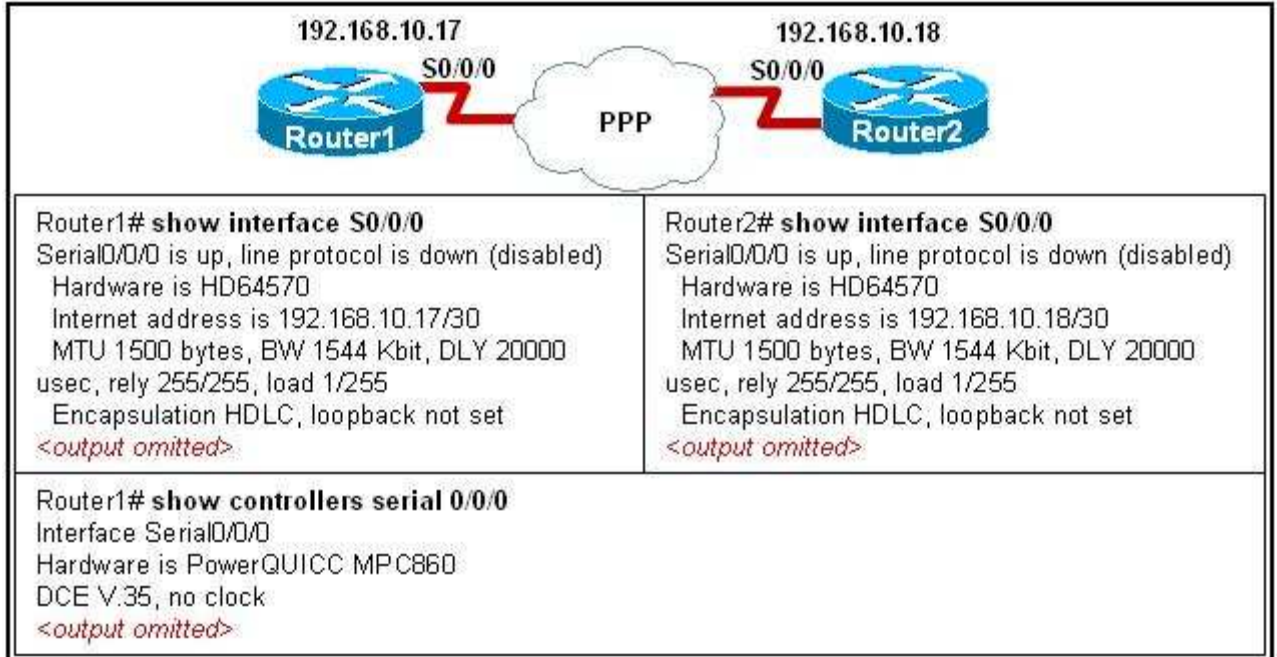 192.168.10.17
192.168.10.18
S0/0/0
S0/0/0
PPP
Router1
Router2
Router1# show interface S0/0/0
Serial0/0/0 is up, line protocol is down (disabled)
Hardware is HD64570
Internet address is 192.168.10.17/30
MTU 1500 bytes, BW 1544 Kbit, DLY 20000
usec, rely 255/255, load 1/255
Encapsulation HDLC, loopback not set
<output omitted>
Router2# show interface S0/0/0
Serial0/0/0 is up, line protocol is down (disabled)
Hardware is HD64570
Internet address is 192.168.10.18/30
MTU 1500 bytes, BW 1544 Kbit, DLY 20000
usec, rely 255/255, load 1/255
Encapsulation HDLC, loopback not set
<output omitted>
Router1# show controllers serial 0/0/0
Interface Serial0/0/0
Hardware is PowerQUICC MPC860
DCE V.35, no clock
<output omitted>